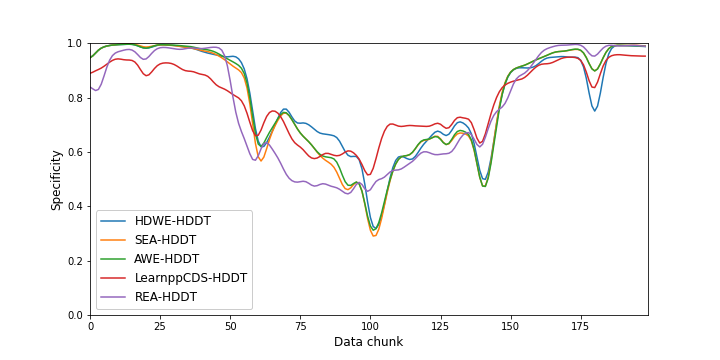 1.0
0.8
0.6
0.4
0.2
0.0
Specificity
HDWE-HDDT
SEA-HDDT
AWE-HDDT
LearnppCDS-HDDT
REA-HDDT
0 25 50 75 100 125 150 175
Data chunk